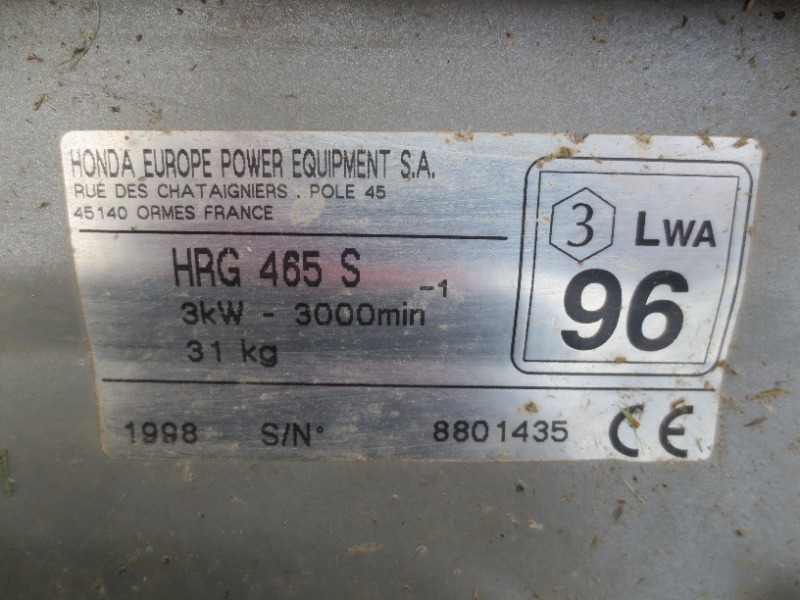 HONDA EUROPE POWER EQUIPMENT S.A.
RUE DES CHATAIGNIERS . POLE 45
45140 ORMES FRANCE
HRG 465 S
3kW - 3000min-1
31 kg
3 LWA
96
1998 S/N° 8801435 CE